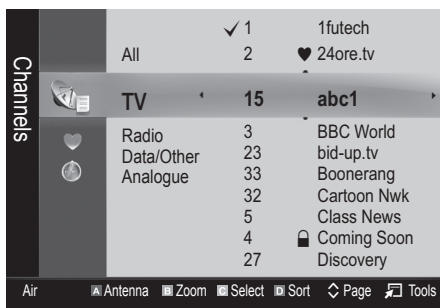 Channels
✓ 1 1futech
All 2 ♥ 24ore.tv
TV 15 abc1
Radio 3 BBC World
Data/Other 23 bid-up.tv
Analogue 33 Boonerang
32 Cartoon Nwk
5 Class News
4 Coming Soon
27 Discovery
Air A Antenna B Zoom C Select D Sort Page Tools